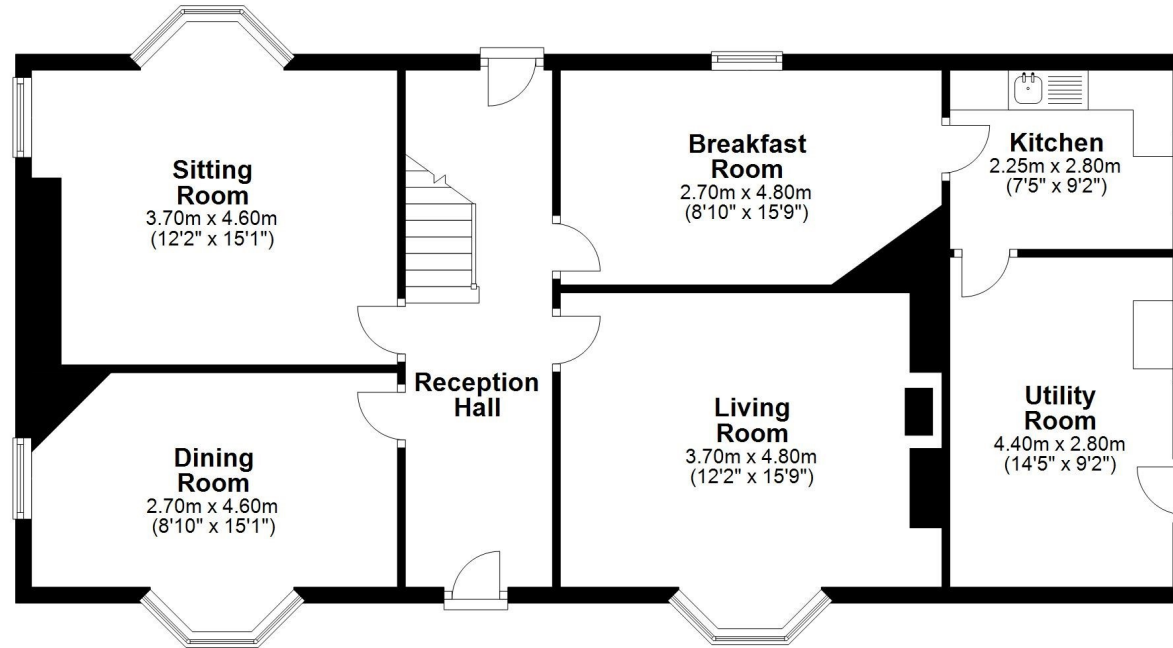 Sitting
Room
3.70m x 4.60m
(12'2" x 15'1")
Breakfast
Room
2.70m x 4.80m
(8'10" x 15'9")
Kitchen
2.25m x 2.80m
(7'5" x 9'2")
Reception
Hall
Dining
Room
2.70m x 4.60m
(8'10" x 15'1")
Living
Room
3.70m x 4.80m
(12'2" x 15'9")
Utility
Room
4.40m x 2.80m
(14'5" x 9'2")